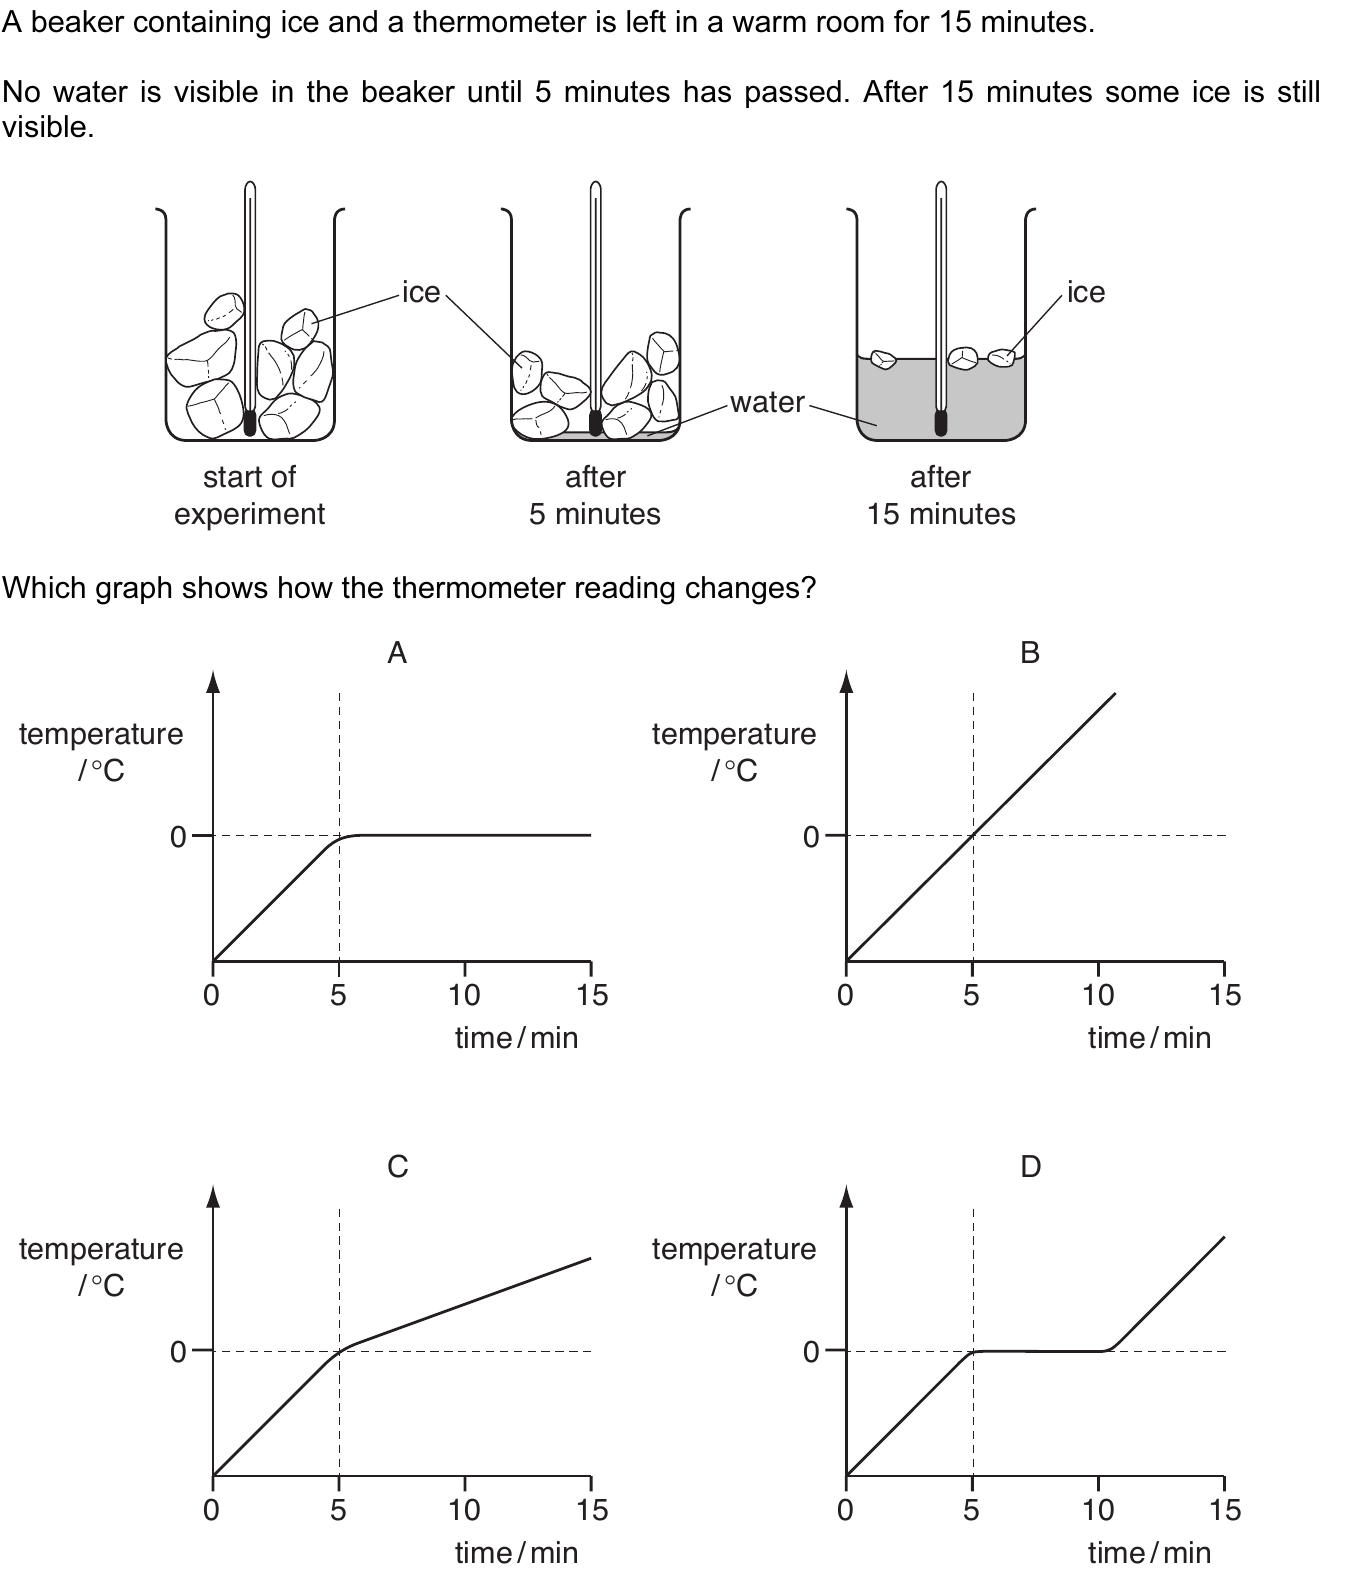 A beaker containing ice and a thermometer is left in a warm room for 15 minutes.
No water is visible in the beaker until 5 minutes has passed. After 15 minutes some ice is still
visible.
ice
ice
water
start of
experiment
after
5 minutes
after
15 minutes
Which graph shows how the thermometer reading changes?
A
temperature
/°C
0
0
5
10
15
time/min
B
temperature
/°C
0
0
5
10
15
time/min
C
temperature
/°C
0
0
5
10
15
time/min
D
temperature
/°C
0
0
5
10
15
time/min